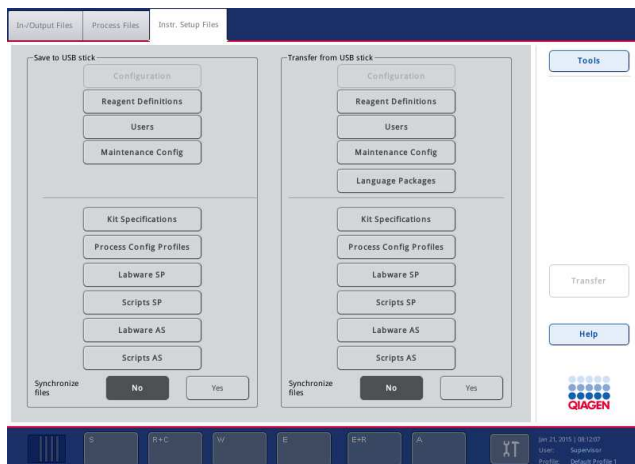 In-/Output Files
Process Files
Instr. Setup Files
Save to USB stick
Configuration
Reagent Definitions
Users
Maintenance Config
Kit Specifications
Process Config Profiles
Labware SP
Scripts SP
Labware AS
Scripts AS
Synchronize
files
No
Yes
Transfer from USB stick
Configuration
Reagent Definitions
Users
Maintenance Config
Language Packages
Kit Specifications
Process Config Profiles
Labware SP
Scripts SP
Labware AS
Scripts AS
Synchronize
files
No
Yes
Tools
Transfer
Help
QIAGEN
S
R+C
W
E
E+R
A
Jan 21, 2015 | 08:12:07
User: Supervisor
Profile: Default Profile 1